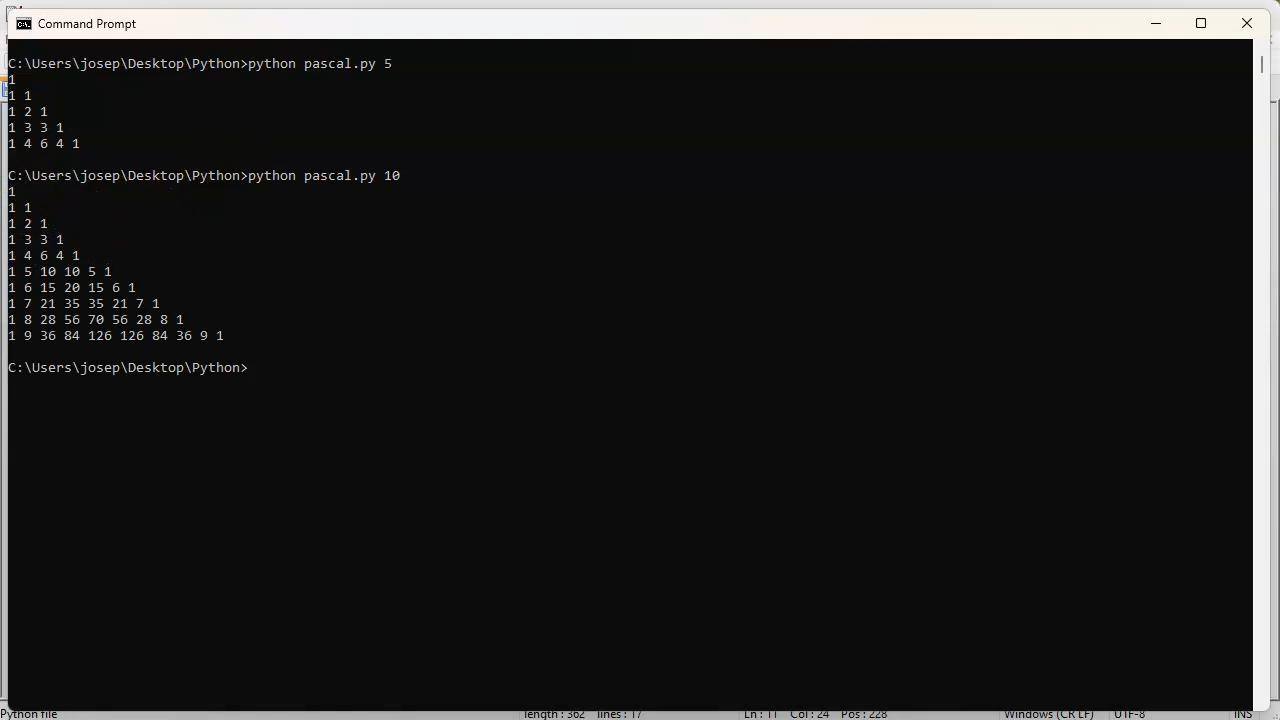 Command Prompt
C:\Users\josep\Desktop\Python>python pascal.py 5
1
1 1
1 2 1
1 3 3 1
1 4 6 4 1
C:\Users\josep\Desktop\Python>python pascal.py 10
1
1 1
1 2 1
1 3 3 1
1 4 6 4 1
1 5 10 10 5 1
1 6 15 20 15 6 1
1 7 21 35 35 21 7 1
1 8 28 56 70 56 28 8 1
1 9 36 84 126 126 84 36 9 1
C:\Users\josep\Desktop\Python>
Python file length : 362 lines : 17 Ln : 11 Col : 24 Pos : 228 Windows (CR LF) UTF-8 INS